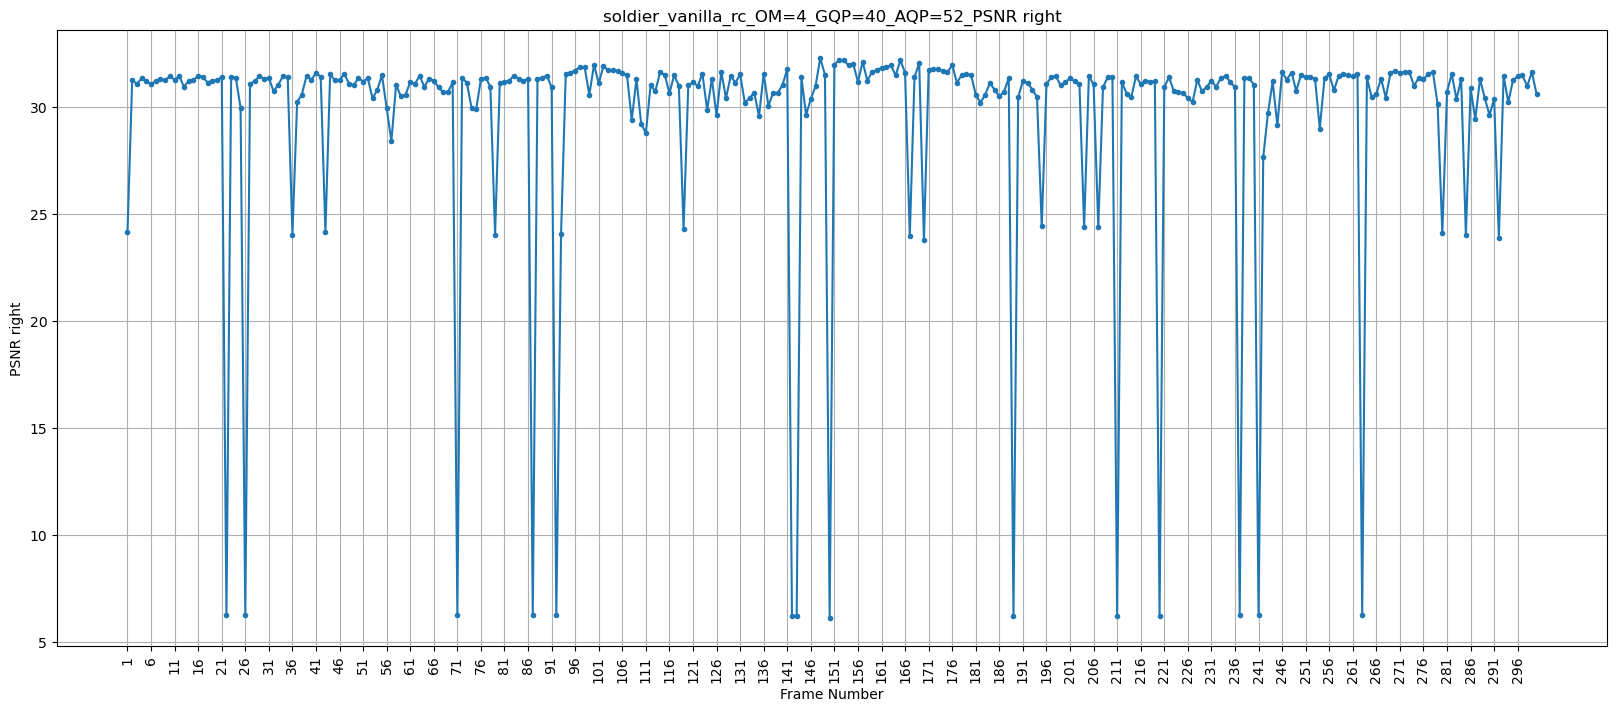 soldier_vanilla_rc_OM=4_GQP=40_AQP=52_PSNR right
PSNR right
30
25
20
15
10
5
1 6 11 16 21 26 31 36 41 46 51 56 61 66 71 76 81 86 91 96 101 106 111 116 121 126 131 136 141 146 151 156 161 166 171 176 181 186 191 196 201 206 211 216 221 226 231 236 241 246 251 256 261 266 271 276 281 286 291 296
Frame Number